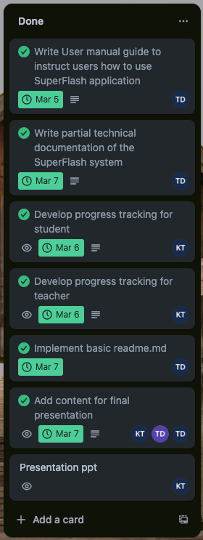 Done
Write User manual guide to
instruct users how to use
SuperFlash application
Mar 5
TD
Write partial technical
documentation of the
SuperFlash system
Mar 7
TD
Develop progress tracking for
student
Mar 6
KT
Develop progress tracking for
teacher
Mar 6
KT
Implement basic readme.md
Mar 7
TD
Add content for final
presentation
Mar 7
KT TD TD
Presentation ppt
KT
+ Add a card